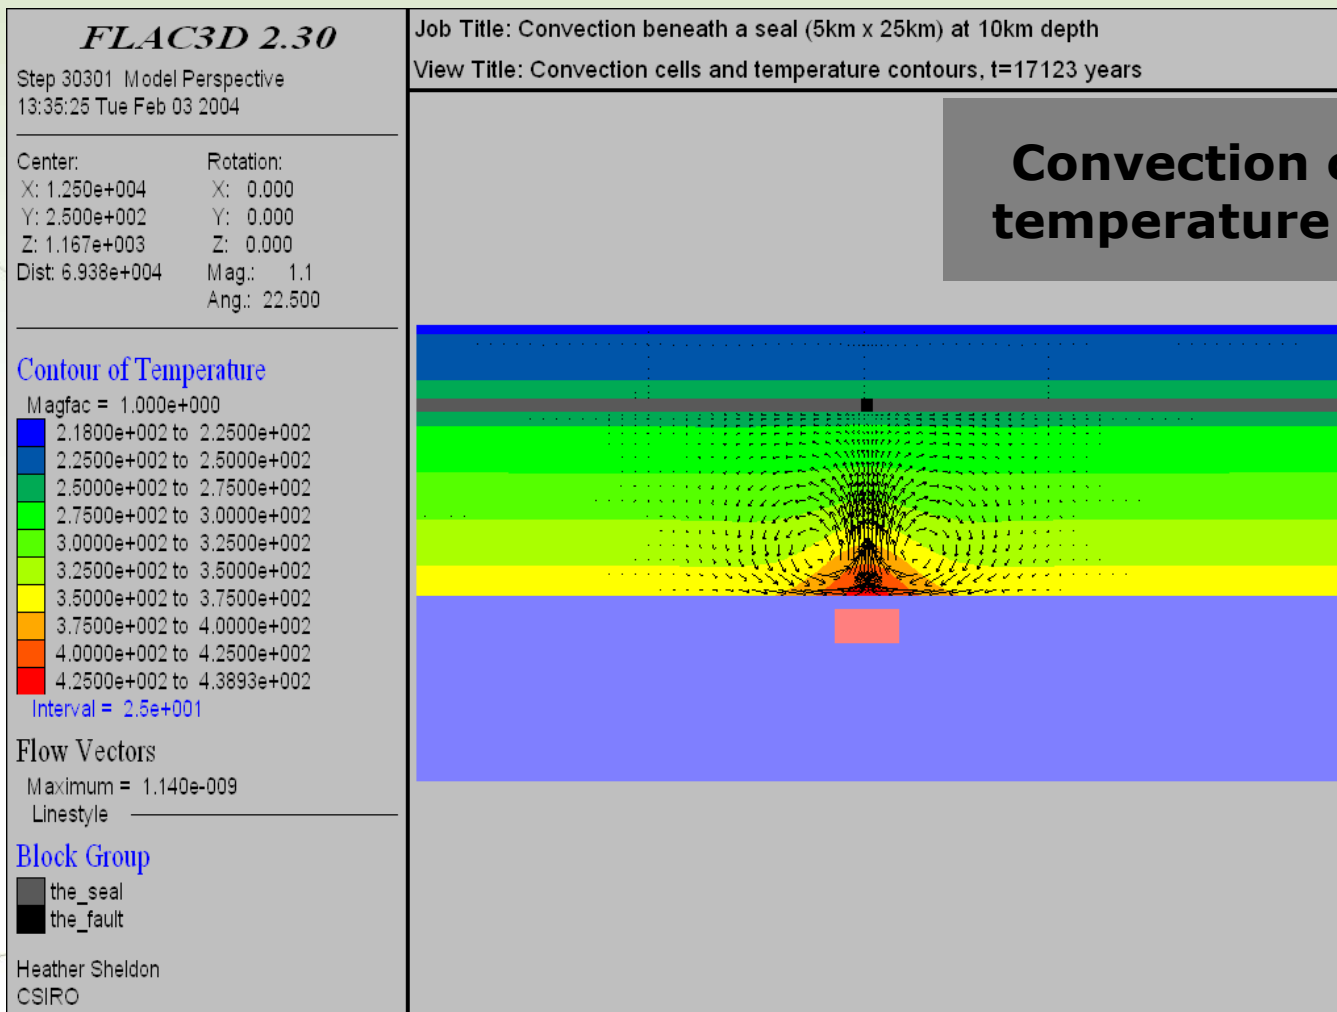 FLAC3D 2.30
Step 30301 Model Perspective
13:35:25 Tue Feb 03 2004
Center:
X: 1.250e+004
Y: 2.500e+002
Z: 1.167e+003
Dist: 6.938e+004
Rotation:
X: 0.000
Y: 0.000
Z: 0.000
Mag.: 1.1
Ang.: 22.500
Contour of Temperature
Magfac = 1.000e+000
2.1800e+002 to 2.2500e+002
2.2500e+002 to 2.5000e+002
2.5000e+002 to 2.7500e+002
2.7500e+002 to 3.0000e+002
3.0000e+002 to 3.2500e+002
3.2500e+002 to 3.5000e+002
3.5000e+002 to 3.7500e+002
3.7500e+002 to 4.0000e+002
4.0000e+002 to 4.2500e+002
4.2500e+002 to 4.3893e+002
Interval = 2.5e+001
Flow Vectors
Maximum = 1.140e-009
Linestyle
Block Group
the_seal
the_fault
Heather Sheldon
CSIRO
Job Title: Convection beneath a seal (5km x 25km) at 10km depth
View Title: Convection cells and temperature contours, t=17123 years
Convection
temperature